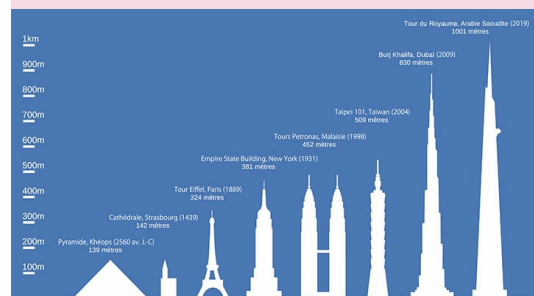 Tour du Royaume, Arabie Saoudite (2019)
1001 mètres
1km
Burj Khalifa, Dubaï (2009)
830 mètres
900m
800m
Taipei 101, Taiwan (2004)
509 mètres
700m
Tours Petronas, Malaisie (1998)
452 mètres
600m
Empire State Building, New York (1931)
381 mètres
500m
Tour Eiffel, Paris (1889)
324 mètres
400m
Cathédrale, Strasbourg (1439)
142 mètres
300m
Pyramide, Khéops (2560 av. J.-C)
139 mètres
200m
100m